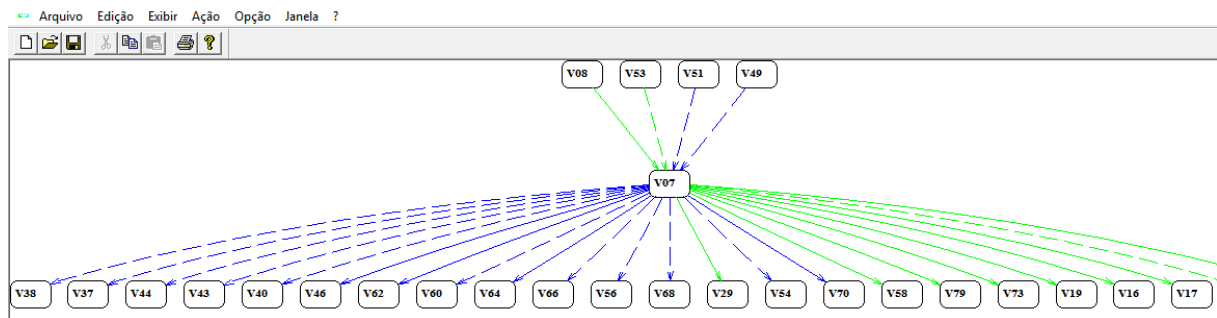 Arquivo Edição Exibir Ação Opção Janela ?
V08 V53 V51 V49
V07
V38 V37 V44 V43 V40 V46 V62 V60 V64 V66 V56 V68 V29 V54 V70 V58 V79 V73 V19 V16 V17